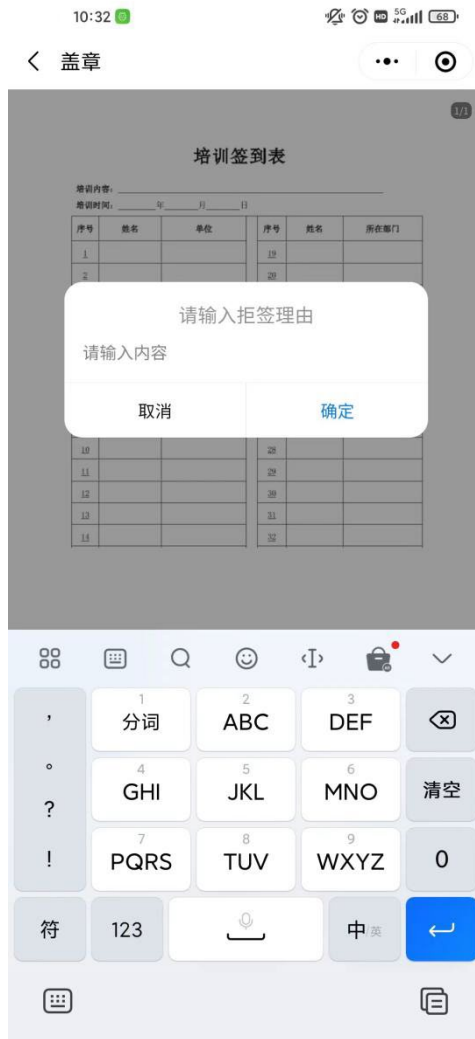 10:32 5G 68
盖章
1/1
培训签到表
培训内容：
培训时间： 年 月 日
序号 姓名 单位 序号 姓名 所在部门
1 19
2 20
请输入拒签理由
请输入内容
取消 确定
10 28
11 29
12 30
13 31
14 32
1 2 3
， 分词 ABC DEF
4 5 6
。 GHI JKL MNO 清空
?
7 8 9
! PQRS TUV WXYZ 0
符 123 中/英